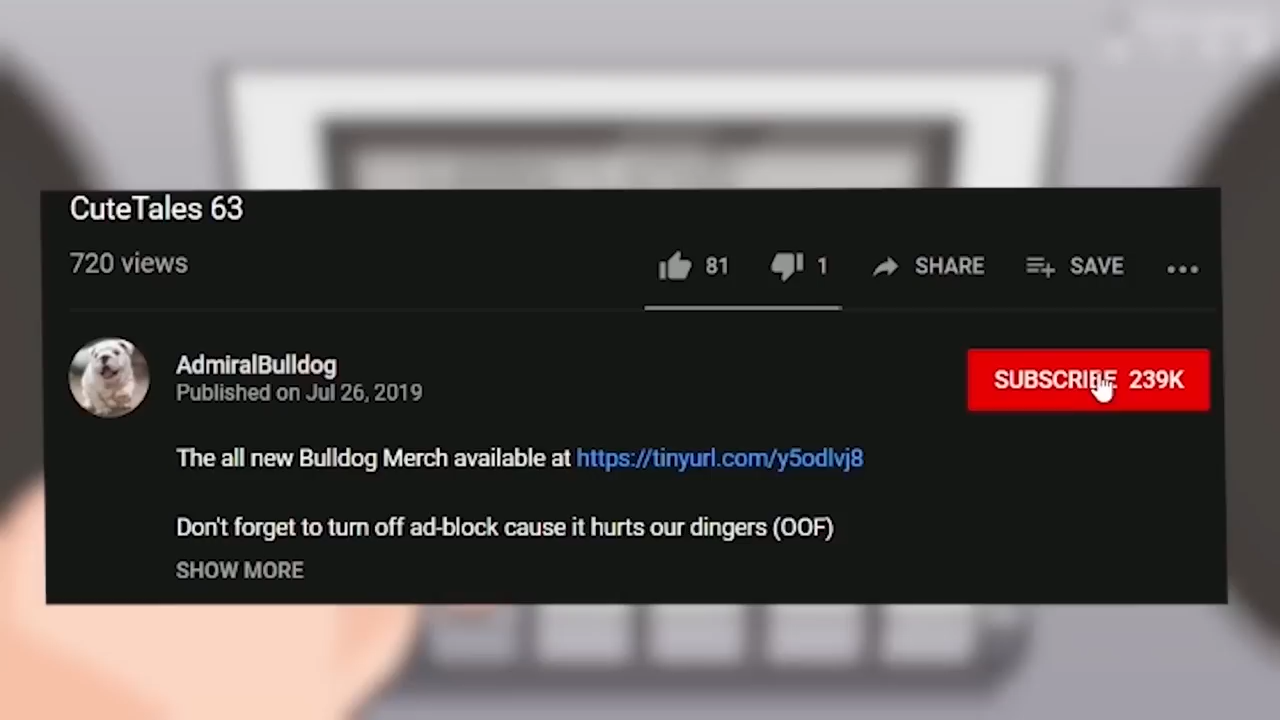 CuteTales 63
720 views
81 1 SHARE SAVE
AdmiralBulldog
Published on Jul 26, 2019
SUBSCRIBE 239K
The all new Bulldog Merch available at https://tinyurl.com/y5odlvj8
Don't forget to turn off ad-block cause it hurts our dingers (OOF)
SHOW MORE